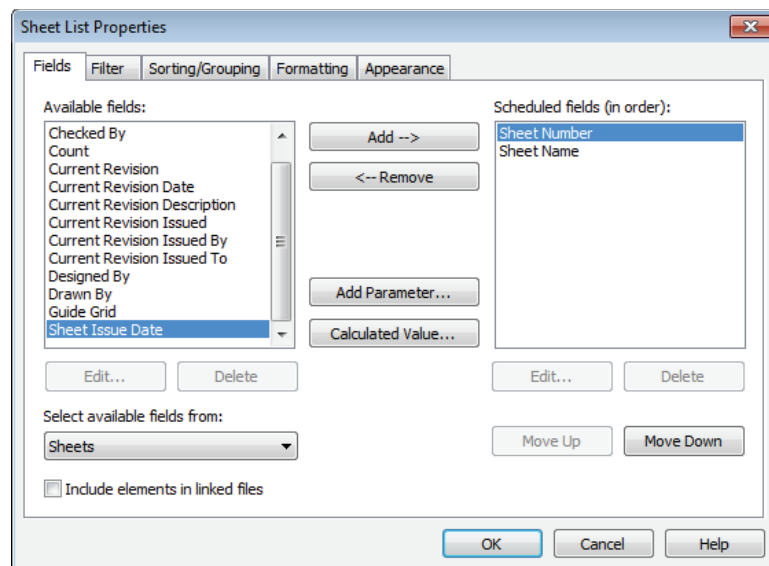 Sheet List Properties
Fields Filter Sorting/Grouping Formatting Appearance
Available fields:
Checked By
Count
Current Revision
Current Revision Date
Current Revision Description
Current Revision Issued
Current Revision Issued By
Current Revision Issued To
Designed By
Drawn By
Guide Grid
Sheet Issue Date
Edit... Delete
Select available fields from:
Sheets
Include elements in linked files
Add -->
<-- Remove
Add Parameter...
Calculated Value...
Scheduled fields (in order):
Sheet Number
Sheet Name
Edit... Delete
Move Up Move Down
OK Cancel Help